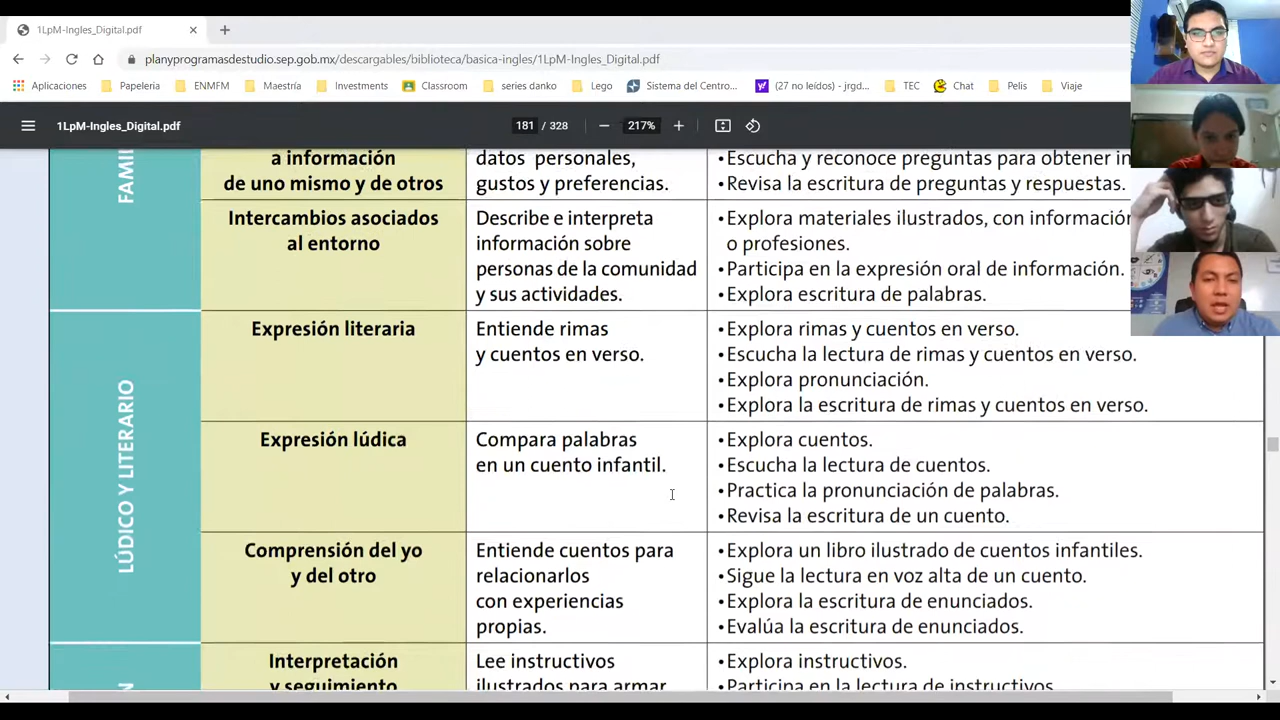 1LpM-Ingles_Digital.pdf
planyprogramasdestudio.sep.gob.mx/descargables/biblioteca/basica-ingles/1LpM-Ingles_Digital.pdf
Aplicaciones Papeleria ENMFM Maestría Investments Classroom series danko Lego Sistema del Centro... (27 no leídos) - jrgd... TEC Chat Pelis Viaje
1LpM-Ingles_Digital.pdf 181 / 328 217%
FAMI
a información
de uno mismo y de otros
datos personales,
gustos y preferencias.
•Escucha y reconoce preguntas para obtener in
•Revisa la escritura de preguntas y respuestas.
Intercambios asociados
al entorno
Describe e interpreta
información sobre
personas de la comunidad
y sus actividades.
•Explora materiales ilustrados, con información
o profesiones.
•Participa en la expresión oral de información.
•Explora escritura de palabras.
LÚDICO Y LITERARIO
Expresión literaria
Entiende rimas
y cuentos en verso.
•Explora rimas y cuentos en verso.
•Escucha la lectura de rimas y cuentos en verso.
•Explora pronunciación.
•Explora la escritura de rimas y cuentos en verso.
Expresión lúdica
Compara palabras
en un cuento infantil.
•Explora cuentos.
•Escucha la lectura de cuentos.
•Practica la pronunciación de palabras.
•Revisa la escritura de un cuento.
Comprensión del yo
y del otro
Entiende cuentos para
relacionarlos
con experiencias
propias.
•Explora un libro ilustrado de cuentos infantiles.
•Sigue la lectura en voz alta de un cuento.
•Explora la escritura de enunciados.
•Evalúa la escritura de enunciados.
N
Interpretación
y seguimiento
Lee instructivos
ilustrados para armar
•Explora instructivos.
•Participa en la lectura de instructivos